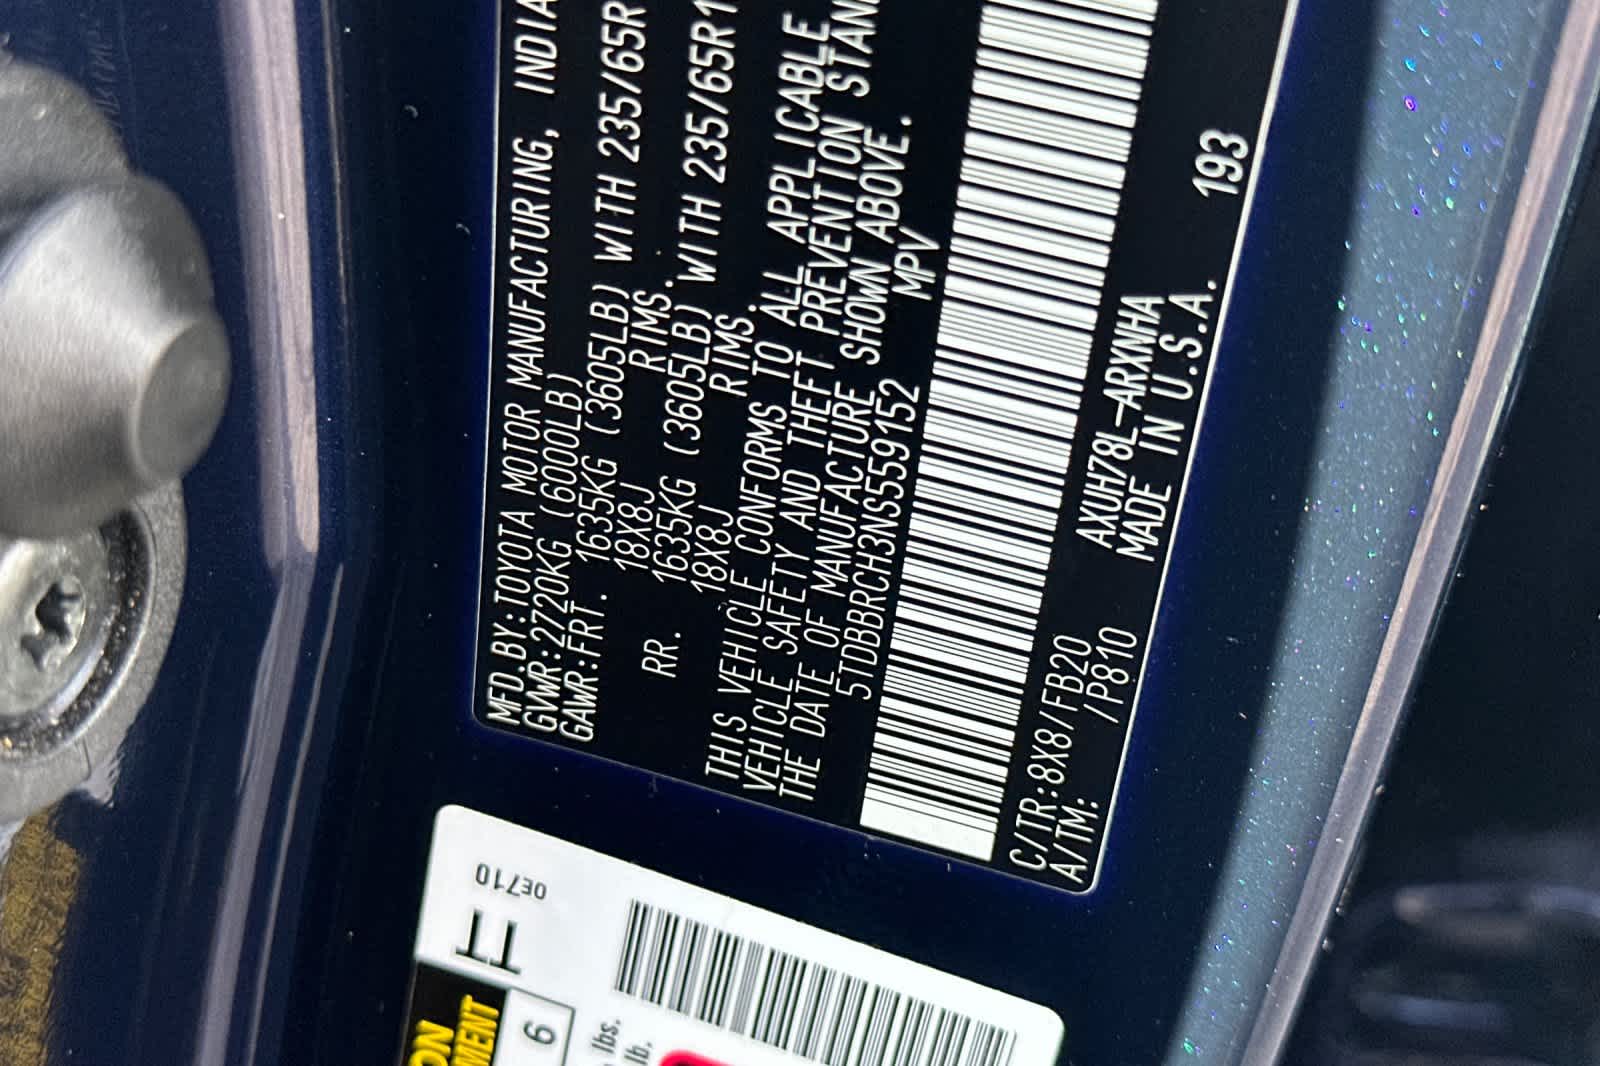 MFD.BY:TOYOTA MOTOR MANUFACTURING, INDIA
GVWR:2720KG (6000LB)
GAWR:FRT. 1635KG (3605LB) WITH 235/65R
18X8J RIMS.
RR. 1635KG (3605LB) WITH 235/65R1
18X8J RIMS.
THIS VEHICLE CONFORMS TO ALL APPLICABLE
VEHICLE SAFETY AND THEFT PREVENTION STAN
THE DATE OF MANUFACTURE SHOWN ABOVE.
5TDBBRCH3NS559152 MPV
C/TR:8X8/FB20 AXUH78L-ARXNHA 193
A/TM: /P810 MADE IN U.S.A.
0E710
TT
6
lbs.
lb.